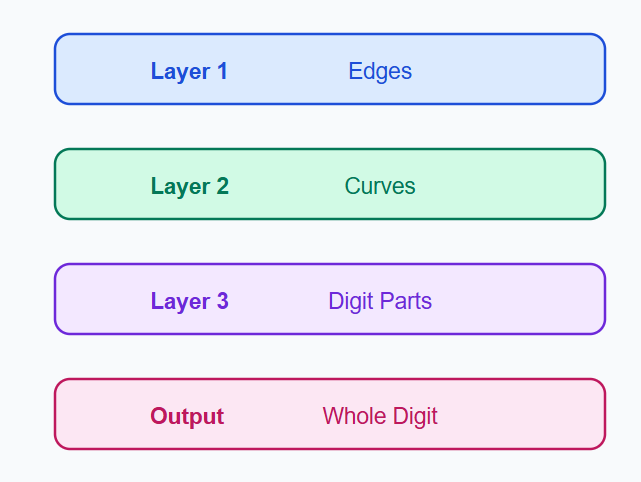 Layer 1 Edges
Layer 2 Curves
Layer 3 Digit Parts
Output Whole Digit